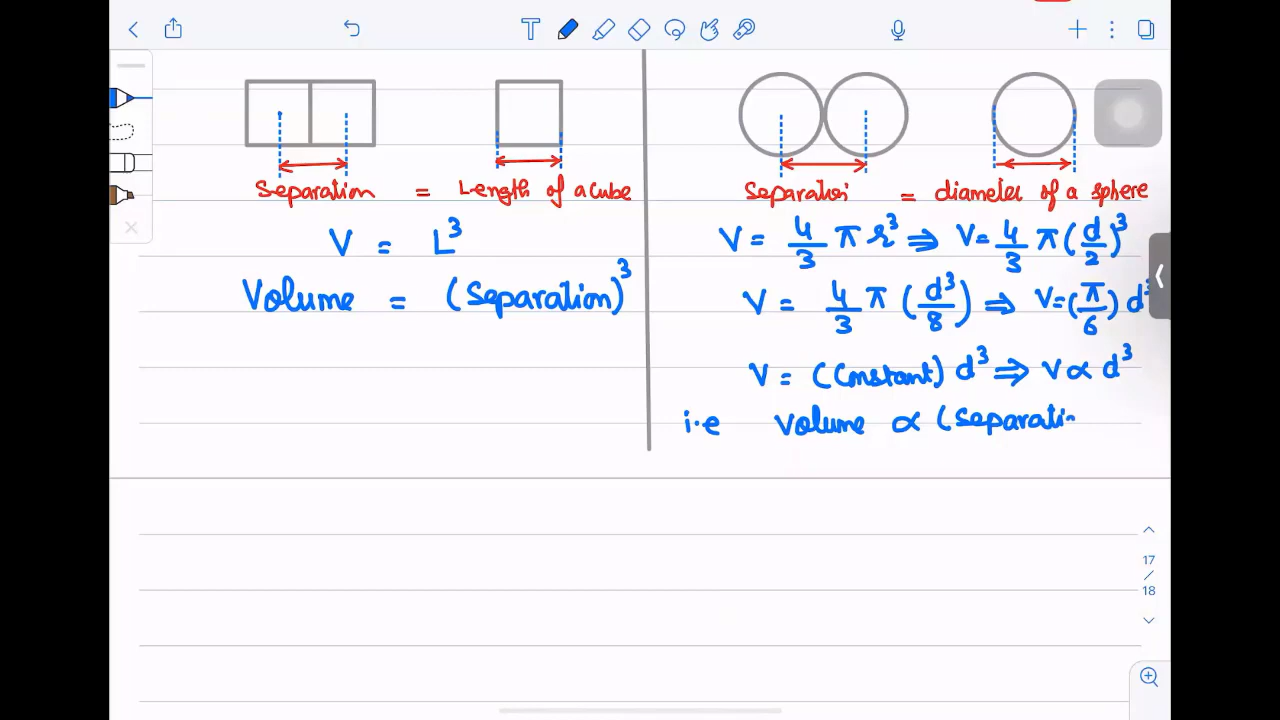 Separation = Length of a cube
V = L³
Volume = (Separation)³
Separation = diameter of a sphere
V = 4/3 π r³ ⇒ V = 4/3 π (d/2)³
V = 4/3 π (d³/8) ⇒ V = (π/6) d³
V = (Constant) d³ ⇒ V ∝ d³
i.e Volume ∝ (Separati
17
/
18